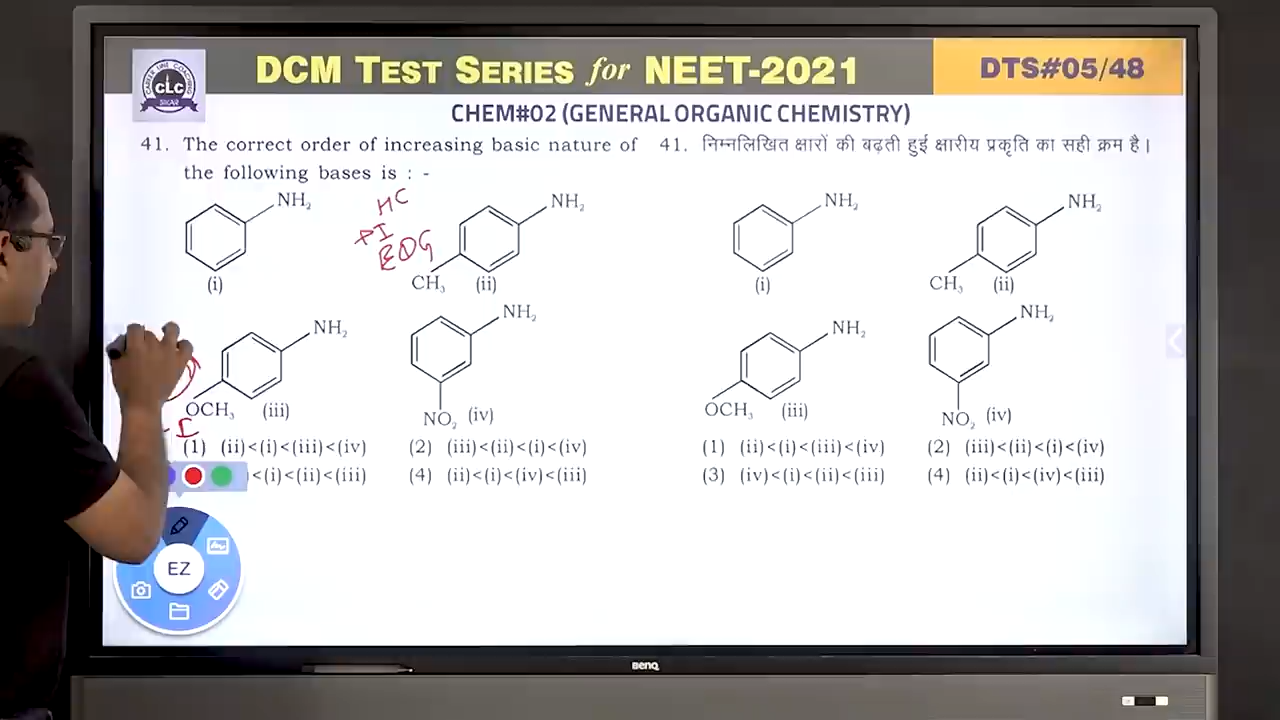 DCM TEST SERIES for NEET-2021
DTS#05/48
CLC
SIKAR
CHEM#02 (GENERAL ORGANIC CHEMISTRY)
41. The correct order of increasing basic nature of
the following bases is : -
NH₂
(i)
HC
+I
EDG
NH₂
CH₃
(ii)
NH₂
OCH₃
(iii)
-I
NH₂
NO₂
(iv)
(1) (ii)<(i)<(iii)<(iv)
(2) (iii)<(ii)<(i)<(iv)
<(i)<(ii)<(iii)
(4) (ii)<(i)<(iv)<(iii)
41. निम्नलिखित क्षारों की बढ़ती हुई क्षारीय प्रकृति का सही क्रम है।
NH₂
(i)
NH₂
CH₃
(ii)
NH₂
OCH₃
(iii)
NH₂
NO₂
(iv)
(1) (ii)<(i)<(iii)<(iv)
(2) (iii)<(ii)<(i)<(iv)
(3) (iv)<(i)<(ii)<(iii)
(4) (ii)<(i)<(iv)<(iii)
EZ
BENQ